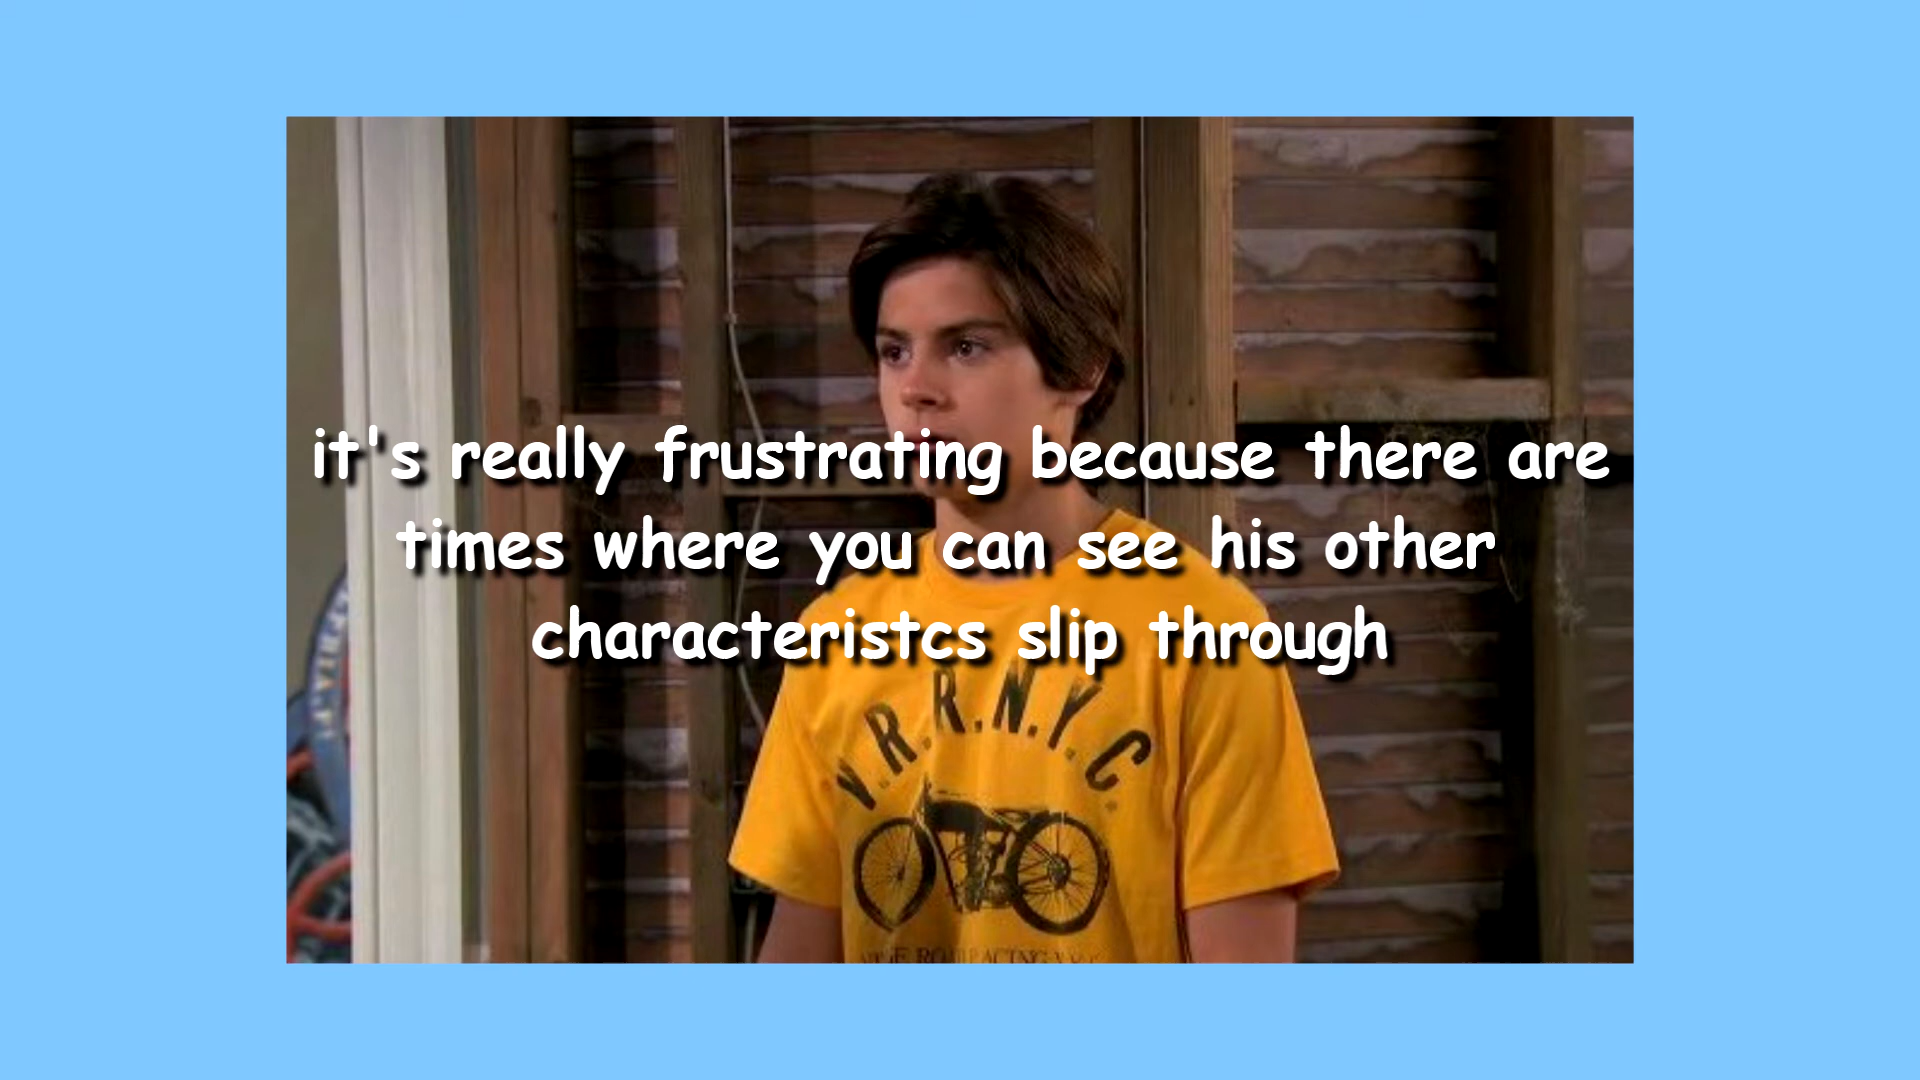 it's really frustrating because there are
times where you can see his other
characteristcs slip through
V.R.R.N.Y.C.